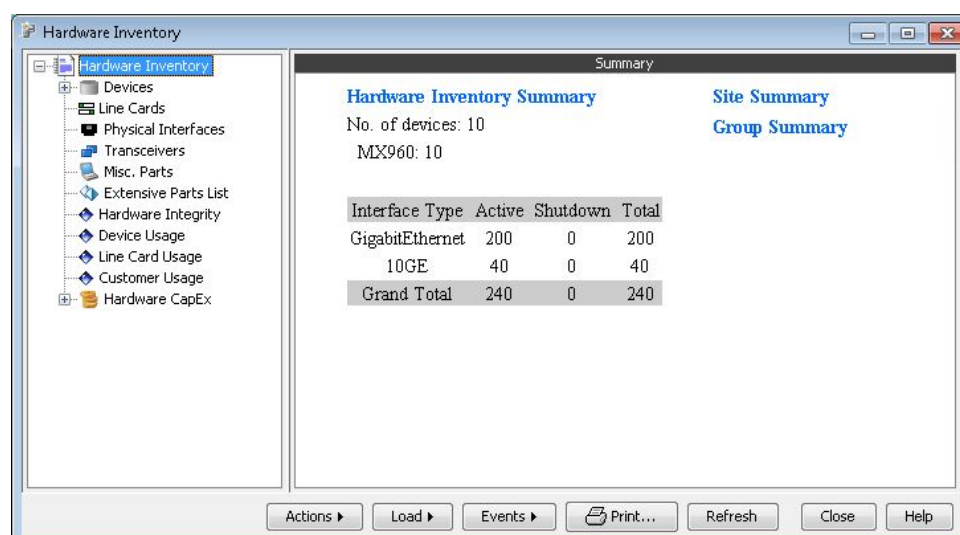 Hardware Inventory
Hardware Inventory
Devices
Line Cards
Physical Interfaces
Transceivers
Misc. Parts
Extensive Parts List
Hardware Integrity
Device Usage
Line Card Usage
Customer Usage
Hardware CapEx
Summary
Hardware Inventory Summary
No. of devices: 10
MX960: 10
Site Summary
Group Summary
Interface Type Active Shutdown Total
GigabitEthernet 200 0 200
10GE 40 0 40
Grand Total 240 0 240
Actions Load Events Print... Refresh Close Help